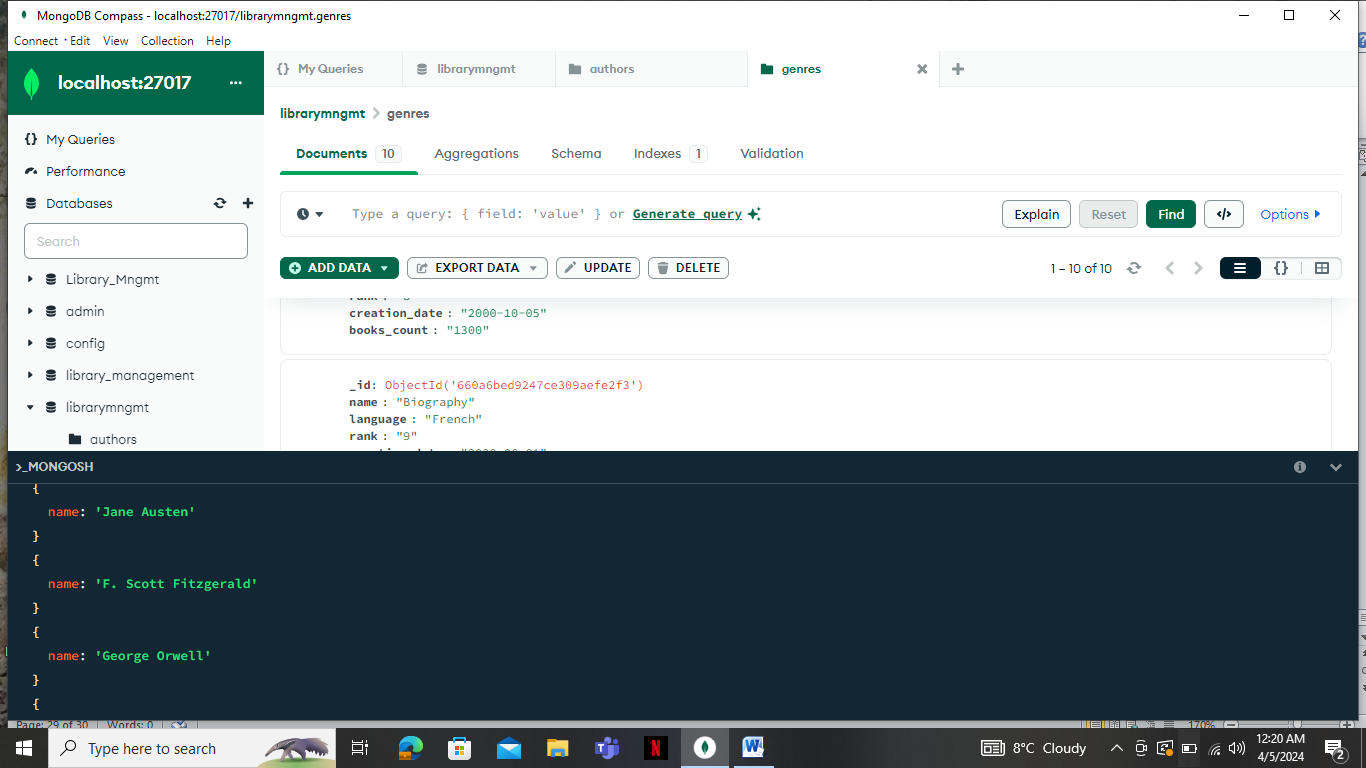 MongoDB Compass - localhost:27017/librarymngmt.genres
Connect · Edit View Collection Help
localhost:27017 ...
{} My Queries
librarymngmt
authors
genres
librarymngmt > genres
My Queries
Performance
Databases
Search
Library_Mngmt
admin
config
library_management
librarymngmt
authors
Documents 10 Aggregations Schema Indexes 1 Validation
Type a query: { field: 'value' } or Generate query
Explain Reset Find </> Options
ADD DATA EXPORT DATA UPDATE DELETE
1 – 10 of 10 {}
creation_date : "2000-10-05"
books_count : "1300"
_id: ObjectId('660a6bed9247ce309aefe2f3')
name : "Biography"
language : "French"
rank : "9"
>_MONGOSH
{
name: 'Jane Austen'
}
{
name: 'F. Scott Fitzgerald'
}
{
name: 'George Orwell'
}
{
Page: 29 of 30 Words: 0 170%
Type here to search
8°C Cloudy
12:20 AM
4/5/2024
2